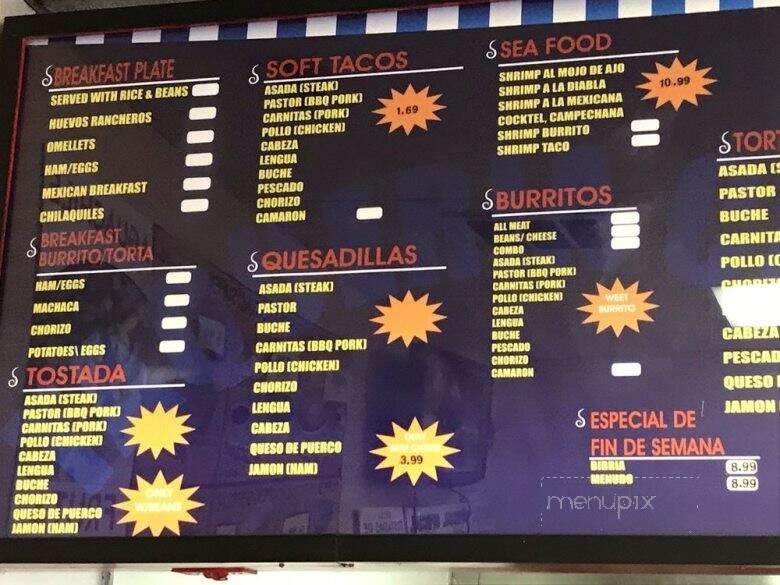 BREAKFAST PLATE
SERVED WITH RICE & BEANS
HUEVOS RANCHEROS
OMELLETS
HAM/EGGS
MEXICAN BREAKFAST
CHILAQUILES
BREAKFAST
BURRITO/TORTA
HAM/EGGS
MACHACA
CHORIZO
POTATOES\ EGGS
TOSTADA
ASADA (STEAK)
PASTOR (BBQ PORK)
CARNITAS (PORK)
POLLO (CHICKEN)
CABEZA
LENGUA
BUCHE
CHORIZO
QUESO DE PUERCO
JAMON (HAM)
ONLY
W/BEANS
SOFT TACOS
ASADA (STEAK)
PASTOR (BBQ PORK)
CARNITAS (PORK)
POLLO (CHICKEN)
CABEZA
LENGUA
BUCHE
PESCADO
CHORIZO
CAMARON
1.69
QUESADILLAS
ASADA (STEAK)
PASTOR
BUCHE
CARNITAS (BBQ PORK)
POLLO (CHICKEN)
CHORIZO
LENGUA
CABEZA
QUESO DE PUERCO
JAMON (HAM)
ONLY
3.99
SEA FOOD
SHRIMP AL MOJO DE AJO
SHRIMP A LA DIABLA
SHRIMP A LA MEXICANA
COCKTEL, CAMPECHANA
SHRIMP BURRITO
SHRIMP TACO
10.99
BURRITOS
ALL MEAT
BEANS/ CHEESE
COMBO
ASADA (STEAK)
PASTOR (BBQ PORK)
CARNITAS (PORK)
POLLO (CHICKEN)
CABEZA
LENGUA
BUCHE
PESCADO
CHORIZO
CAMARON
WEET
BURRITO
ESPECIAL DE
FIN DE SEMANA
BIRRIA 8.99
MENUDO 8.99
TOR
ASADA (S
PASTOR
BUCHE
CARNITA
POLLO (C
CHORIZ
CABEZA
PESCAD
QUESO
JAMON
menupix